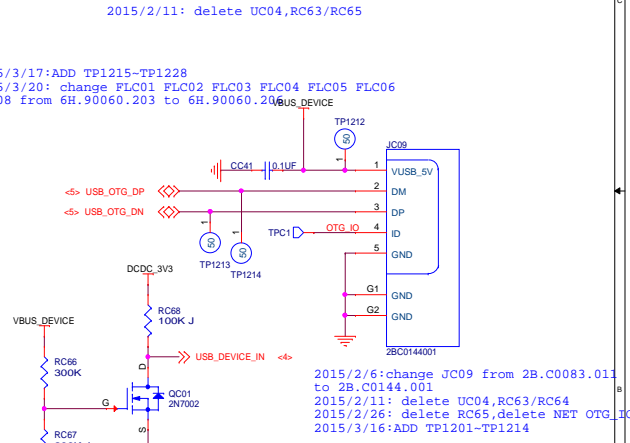 2015/2/11: delete UC04,RC63/RC65
C
5/3/17:ADD TP1215~TP1228
5/3/20: change FLC01 FLC02 FLC03 FLC04 FLC05 FLC06
08 from 6H.90060.203 to 6H.90060.206
VBUS_DEVICE
TP1212
50
1
JC09
CC41
0.1UF
1
VUSB_5V
<5> USB_OTG_DP
2
DM
<5> USB_OTG_DN
3
DP
1
1
TPC1
OTG_IO
4
ID
50
50
5
GND
TP1213
TP1214
DCDC_3V3
G1
GND
RC68
100K J
G2
GND
VBUS_DEVICE
2BC0144001
USB_DEVICE_IN <4>
RC66
300K
D
2015/2/6:change JC09 from 2B.C0083.011
to 2B.C0144.001
B
QC01
2N7002
G
2015/2/11: delete UC04,RC63/RC64
2015/2/26: delete RC65,delete NET OTG_IO
2015/3/16:ADD TP1201~TP1214
S
RC67